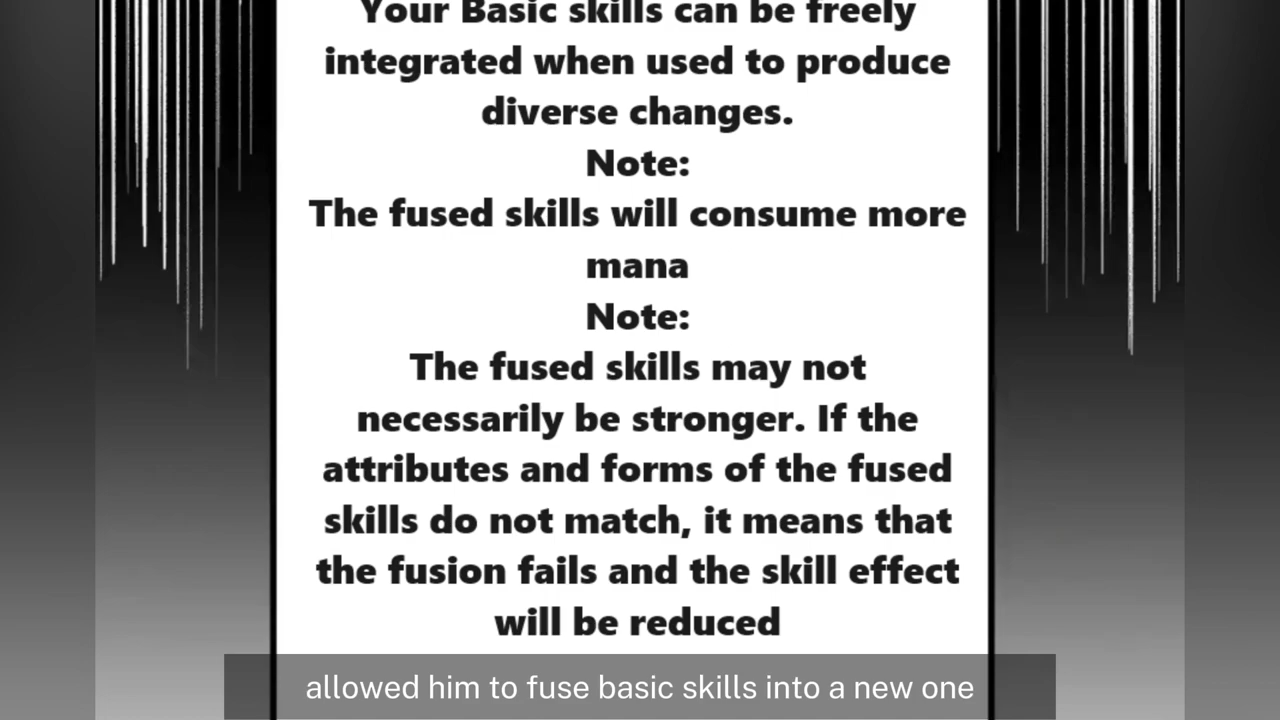 Your Basic skills can be freely
integrated when used to produce
diverse changes.
Note:
The fused skills will consume more
mana
Note:
The fused skills may not
necessarily be stronger. If the
attributes and forms of the fused
skills do not match, it means that
the fusion fails and the skill effect
will be reduced
allowed him to fuse basic skills into a new one